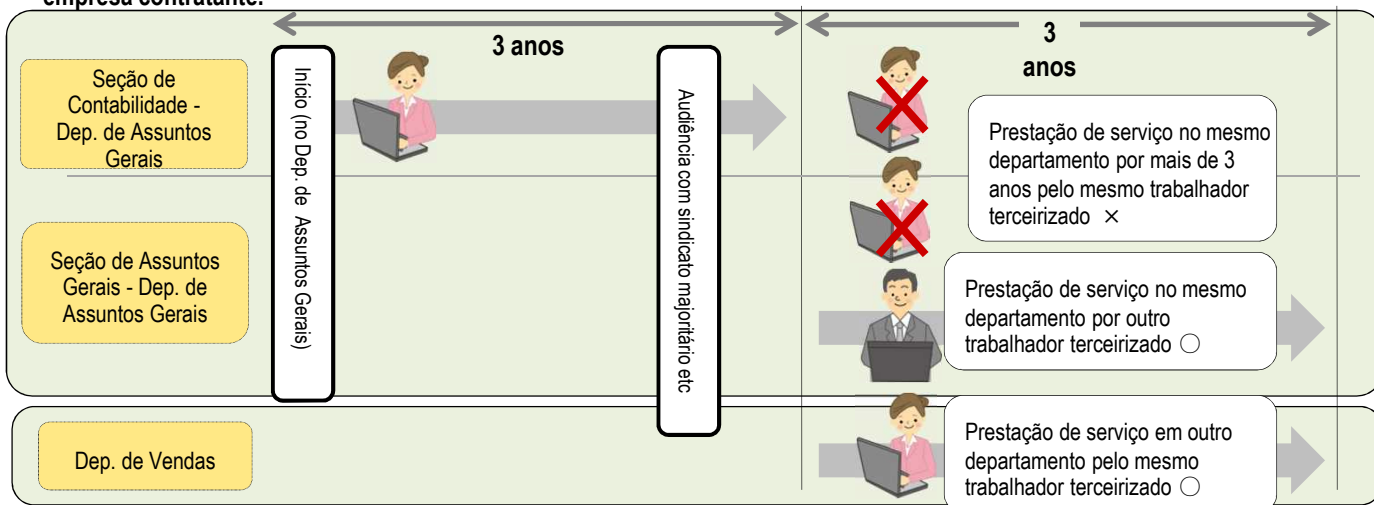 empresa contratante.
3 anos
3
anos
Seção de
Contabilidade -
Dep. de Assuntos
Gerais
Início (no Dep. de Assuntos Gerais)
Audiência com sindicato majoritário etc
Prestação de serviço no mesmo
departamento por mais de 3
anos pelo mesmo trabalhador
terceirizado ×
Seção de Assuntos
Gerais - Dep. de
Assuntos Gerais
Prestação de serviço no mesmo
departamento por outro
trabalhador terceirizado ○
Dep. de Vendas
Prestação de serviço em outro
departamento pelo mesmo
trabalhador terceirizado ○